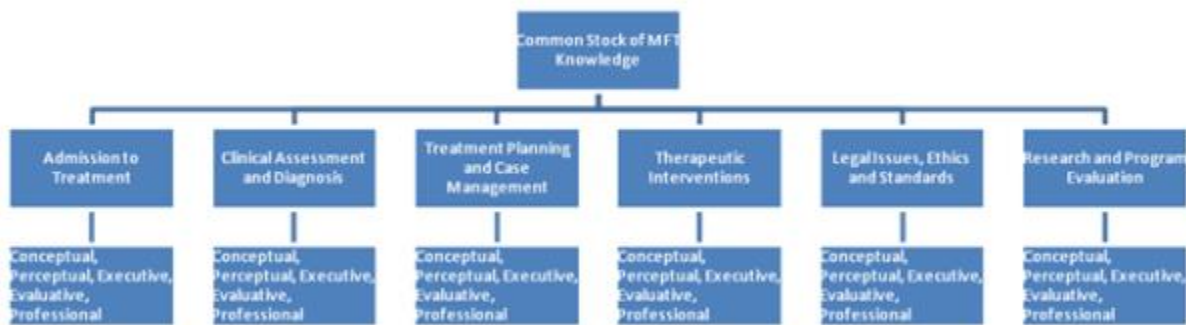 Common Stock of MFT
Knowledge
Admission to
Treatment
Clinical Assessment
and Diagnosis
Treatment Planning
and Case
Management
Therapeutic
Interventions
Legal Issues, Ethics
and Standards
Research and Program
Evaluation
Conceptual,
Perceptual, Executive,
Evaluative,
Professional
Conceptual,
Perceptual, Executive,
Evaluative,
Professional
Conceptual,
Perceptual, Executive,
Evaluative,
Professional
Conceptual,
Perceptual, Executive,
Evaluative,
Professional
Conceptual,
Perceptual, Executive,
Evaluative,
Professional
Conceptual,
Perceptual, Executive,
Evaluative,
Professional